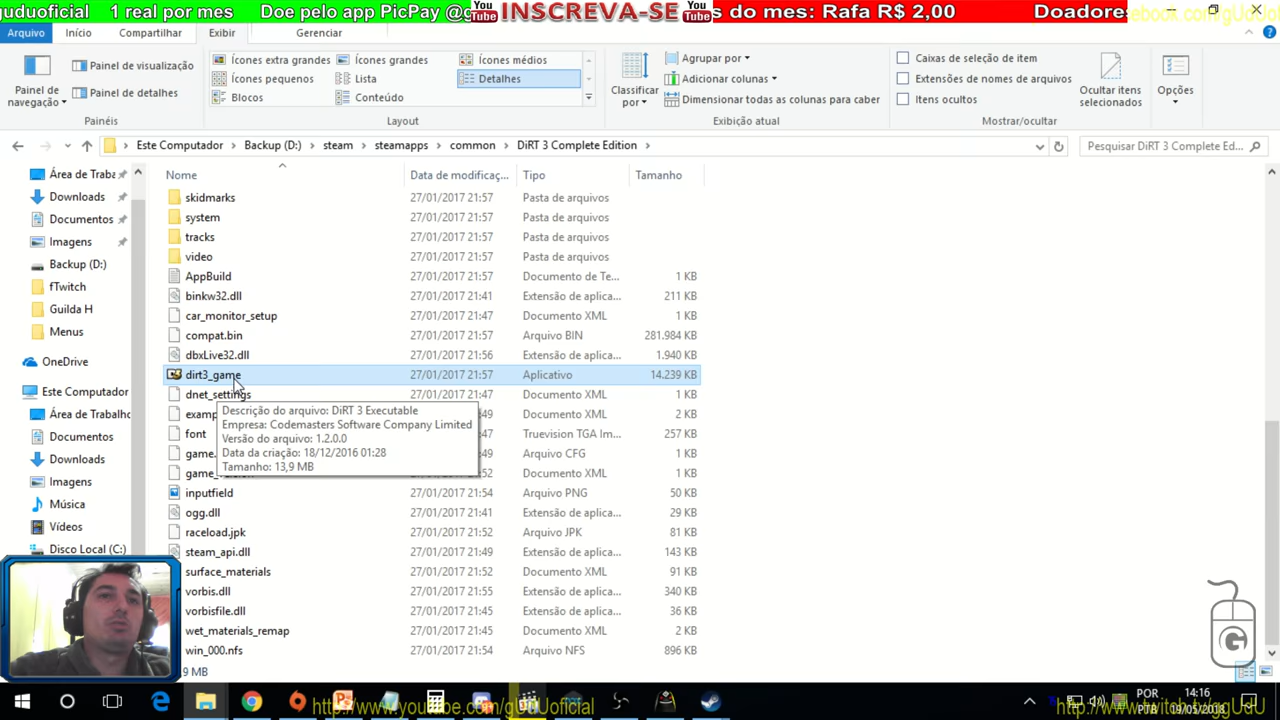 guduoficial 1 real por mes Doe pelo app PicPay @g You Tube INSCREVA-SE You Tube s do mes: Rafa R$ 2,00 Doadores
Arquivo Início Compartilhar Exibir Gerenciar
Painel de navegação
Painel de visualização
Painel de detalhes
Painéis
Ícones extra grandes Ícones grandes Ícones médios
Ícones pequenos Lista Detalhes
Blocos Conteúdo
Layout
Classificar por
Agrupar por
Adicionar colunas
Dimensionar todas as colunas para caber
Exibição atual
Caixas de seleção de item
Extensões de nomes de arquivos
Itens ocultos
Ocultar itens selecionados
Mostrar/ocultar
Opções
Este Computador > Backup (D:) > steam > steamapps > common > DiRT 3 Complete Edition >
Pesquisar DiRT 3 Complete Ed...
Área de Traba
Downloads
Documentos
Imagens
Backup (D:)
fTwitch
Guilda H
Menus
OneDrive
Este Computador
Área de Trabalho
Documentos
Downloads
Imagens
Música
Vídeos
Disco Local (C:)
Nome Data de modificaç... Tipo Tamanho
skidmarks 27/01/2017 21:57 Pasta de arquivos
system 27/01/2017 21:57 Pasta de arquivos
tracks 27/01/2017 21:57 Pasta de arquivos
video 27/01/2017 21:57 Pasta de arquivos
AppBuild 27/01/2017 21:57 Documento de Te... 1 KB
binkw32.dll 27/01/2017 21:41 Extensão de aplica... 211 KB
car_monitor_setup 27/01/2017 21:57 Documento XML 1 KB
compat.bin 27/01/2017 21:57 Arquivo BIN 281.984 KB
dbxLive32.dll 27/01/2017 21:56 Extensão de aplica... 1.940 KB
dirt3_game 27/01/2017 21:57 Aplicativo 14.239 KB
dnet_settings 27/01/2017 21:47 Documento XML 1 KB
examp :49 Documento XML 2 KB
font :47 Truevision TGA Im... 257 KB
game. :49 Arquivo CFG 1 KB
game_ :52 Documento XML 1 KB
inputfield 27/01/2017 21:54 Arquivo PNG 50 KB
ogg.dll 27/01/2017 21:41 Extensão de aplica... 29 KB
raceload.jpk 27/01/2017 21:52 Arquivo JPK 81 KB
steam_api.dll 27/01/2017 21:49 Extensão de aplica... 143 KB
surface_materials 27/01/2017 21:52 Documento XML 91 KB
vorbis.dll 27/01/2017 21:57 Extensão de aplica... 340 KB
vorbisfile.dll 27/01/2017 21:45 Extensão de aplica... 36 KB
wet_materials_remap 27/01/2017 21:45 Documento XML 2 KB
win_000.nfs 27/01/2017 21:54 Arquivo NFS 896 KB
Descrição do arquivo: DiRT 3 Executable
Empresa: Codemasters Software Company Limited
Versão do arquivo: 1.2.0.0
Data da criação: 18/12/2016 01:28
Tamanho: 13,9 MB
9 MB
G
http://www.youtube.com/gUduOficial
POR
PTB
14:16
19/05/2018